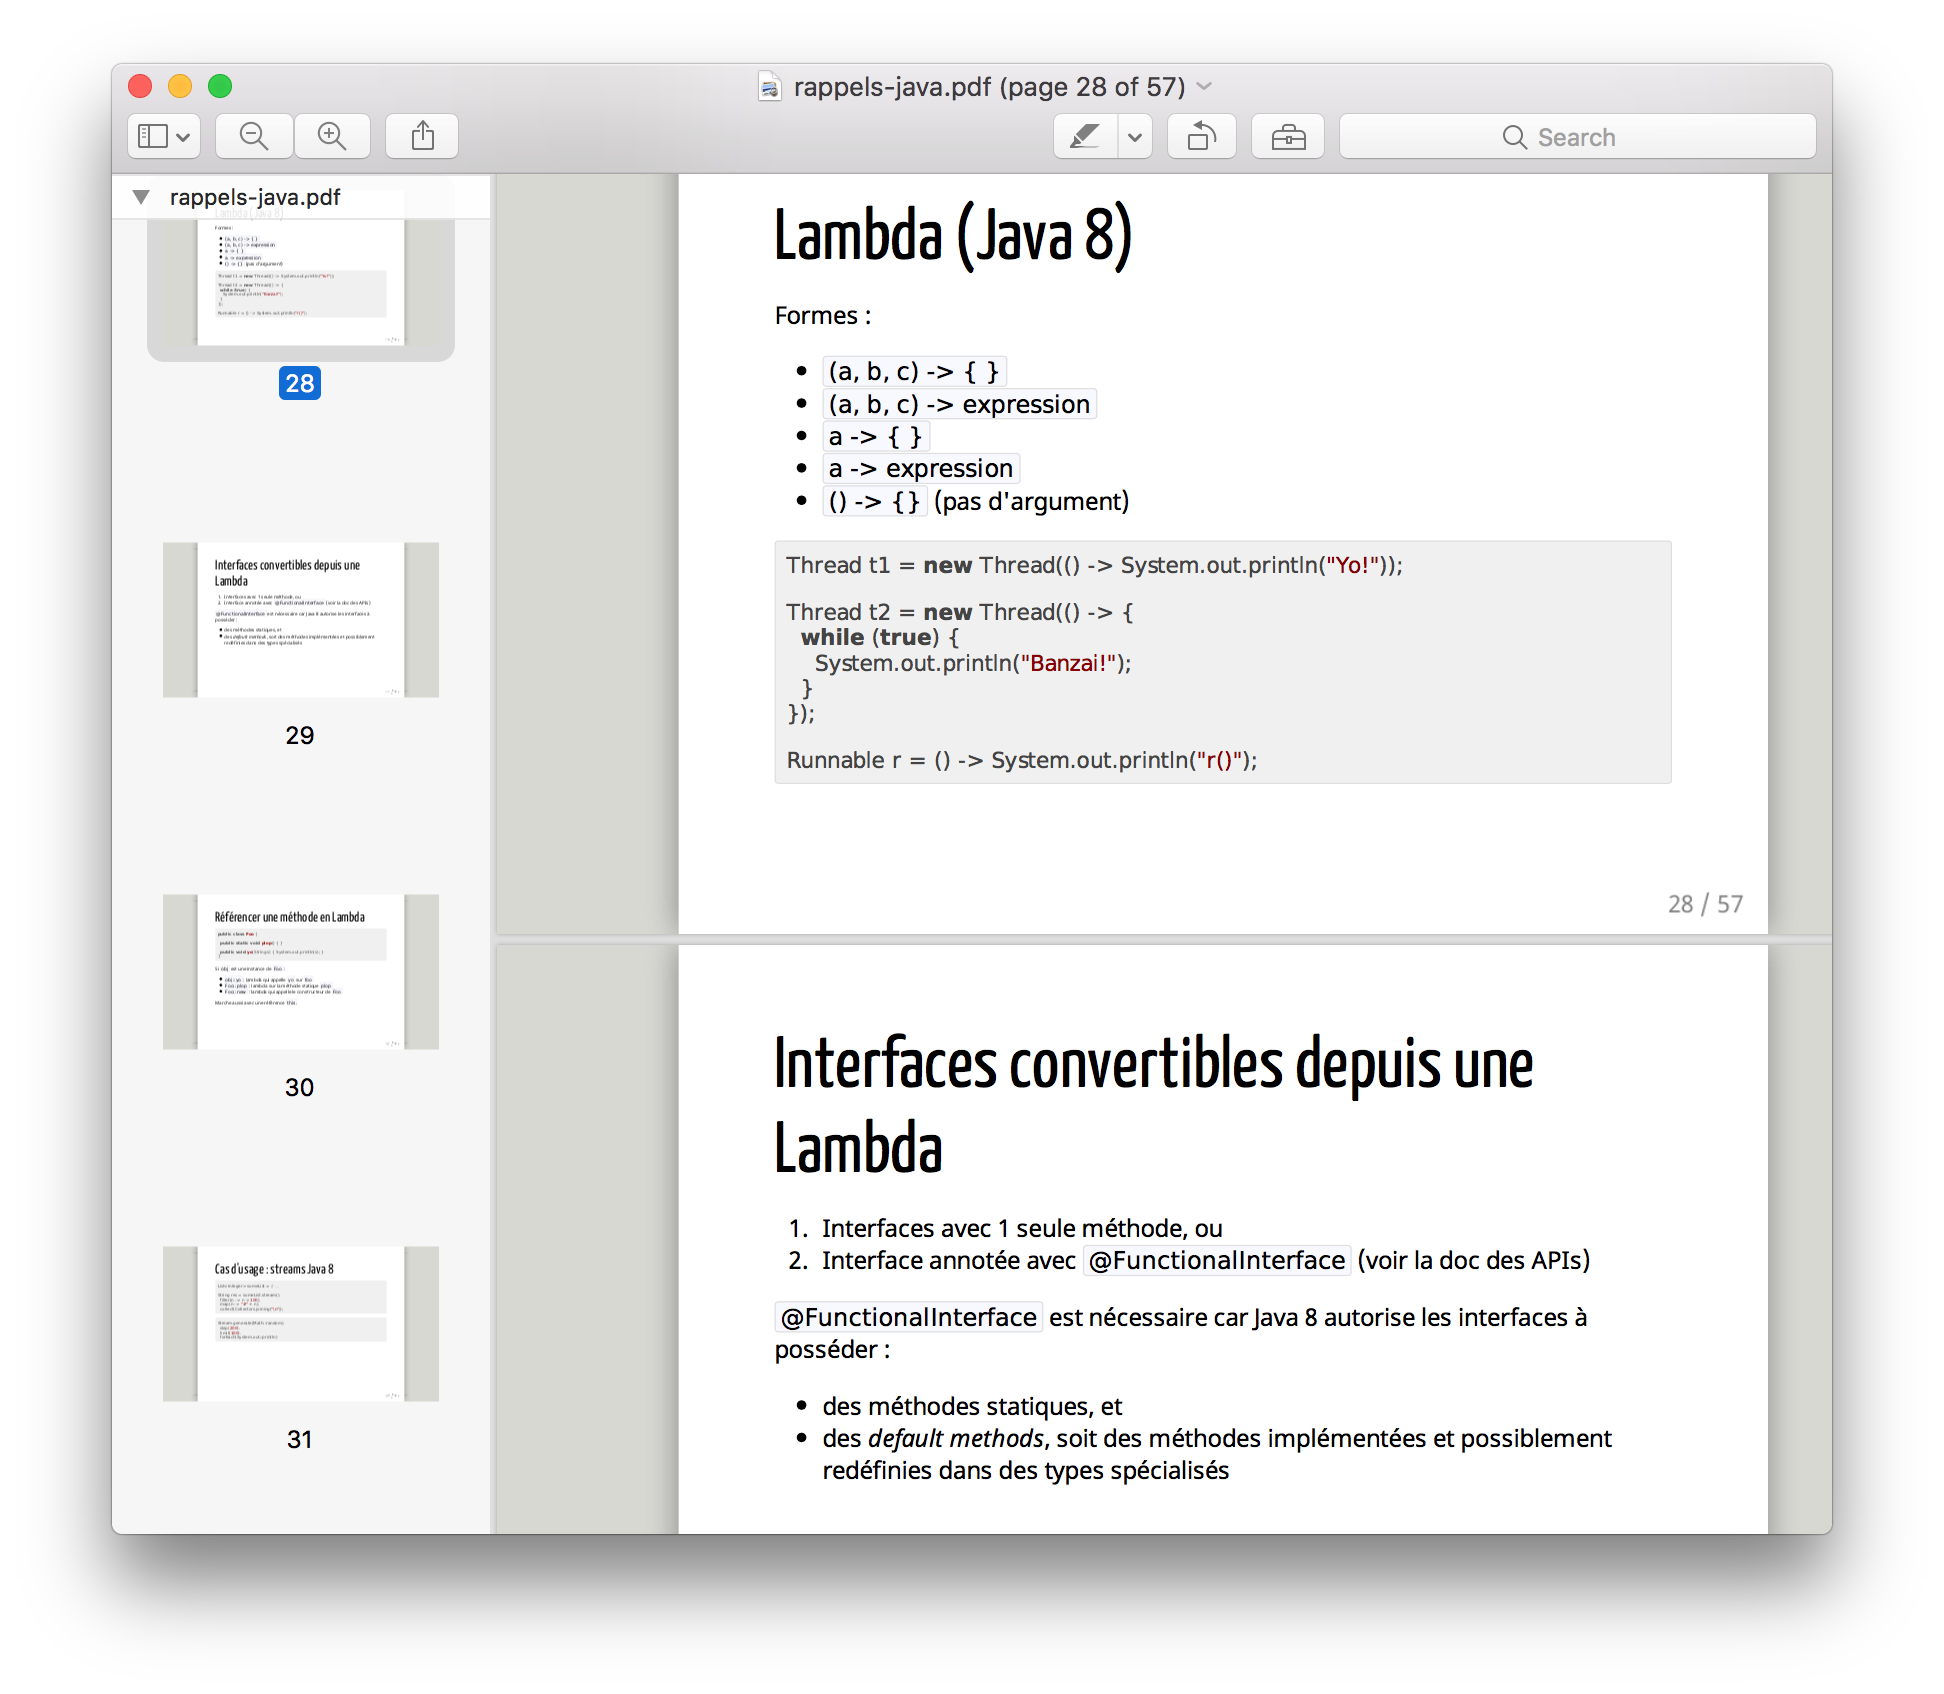 rappels-java.pdf (page 28 of 57)
Search
rappels-java.pdf
28
Interfaces convertibles depuis une
Lambda
29
Référencer une méthode en Lambda
30
Cas d'usage : streams Java 8
31
Lambda (Java 8)
Formes :
(a, b, c) -> { }
(a, b, c) -> expression
a -> { }
a -> expression
() -> {} (pas d'argument)
Thread t1 = new Thread(() -> System.out.println("Yo!"));
Thread t2 = new Thread(() -> {
while (true) {
System.out.println("Banzai!");
}
});
Runnable r = () -> System.out.println("r()");
28 / 57
Interfaces convertibles depuis une
Lambda
1. Interfaces avec 1 seule méthode, ou
2. Interface annotée avec @FunctionalInterface (voir la doc des APIs)
@FunctionalInterface est nécessaire car Java 8 autorise les interfaces à
posséder :
des méthodes statiques, et
des default methods, soit des méthodes implémentées et possiblement
redéfinies dans des types spécialisés